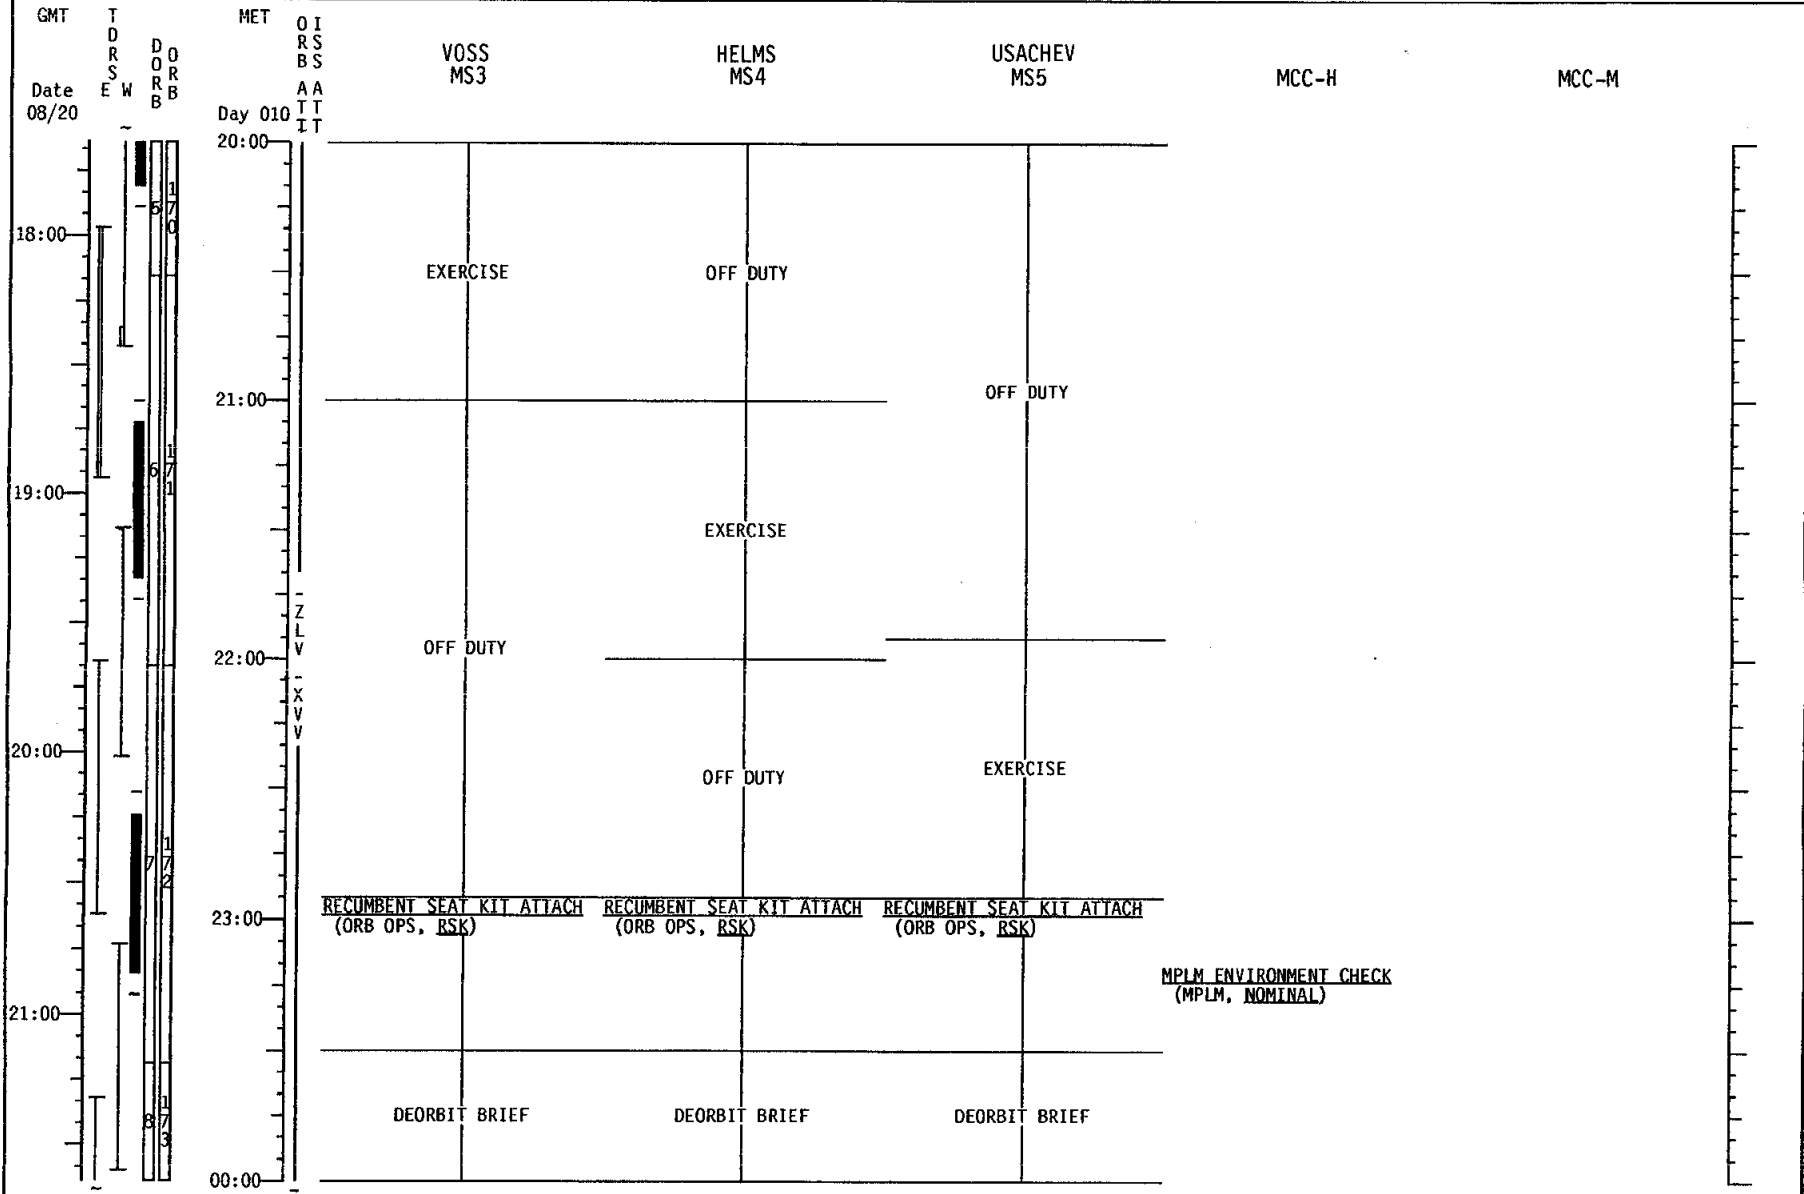 GMT
TDRS
E W
DORB
ORB
MET
ORB ATT
ISS ATT
Date
08/20
Day 010
VOSS
MS3
HELMS
MS4
USACHEV
MS5
MCC-H
MCC-M
20:00
5
170
18:00
EXERCISE
OFF DUTY
OFF DUTY
21:00
6
171
19:00
EXERCISE
-ZLV
OFF DUTY
22:00
-XVV
20:00
OFF DUTY
EXERCISE
7
172
RECUMBENT SEAT KIT ATTACH
(ORB OPS, RSK)
RECUMBENT SEAT KIT ATTACH
(ORB OPS, RSK)
RECUMBENT SEAT KIT ATTACH
(ORB OPS, RSK)
23:00
MPLM ENVIRONMENT CHECK
(MPLM, NOMINAL)
21:00
8
173
DEORBIT BRIEF
DEORBIT BRIEF
DEORBIT BRIEF
00:00